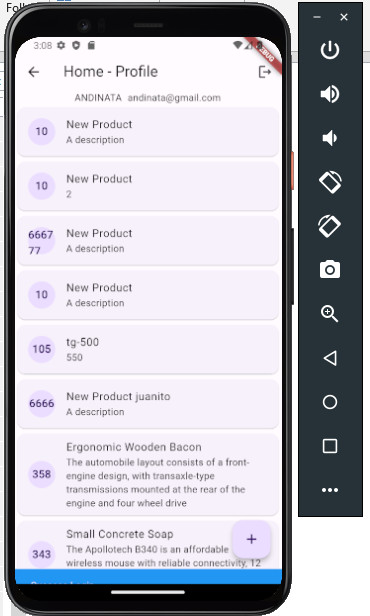 Foll
3:08
DEBUG
Home - Profile
ANDINATA andinata@gmail.com
10
New Product
A description
10
New Product
2
6667
77
New Product
A description
10
New Product
A description
105
tg-500
550
6666
New Product juanito
A description
358
Ergonomic Wooden Bacon
The automobile layout consists of a front-
engine design, with transaxle-type
transmissions mounted at the rear of the
engine and four wheel drive
343
Small Concrete Soap
The Apollotech B340 is an affordable
wireless mouse with reliable connectivity, 12
+